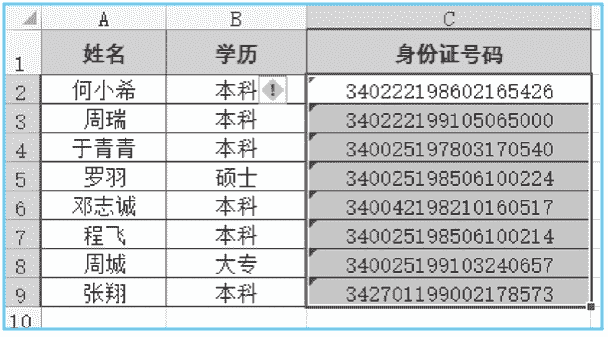 A B C
1 姓名 学历 身份证号码
2 何小希 本科 ! 340222198602165426
3 周瑞 本科 340222199105065000
4 于青青 本科 340025197803170540
5 罗羽 硕士 340025198506100224
6 邓志诚 本科 340042198210160517
7 程飞 本科 340025198506100214
8 周城 大专 340025199103240657
9 张翔 本科 342701199002178573
10